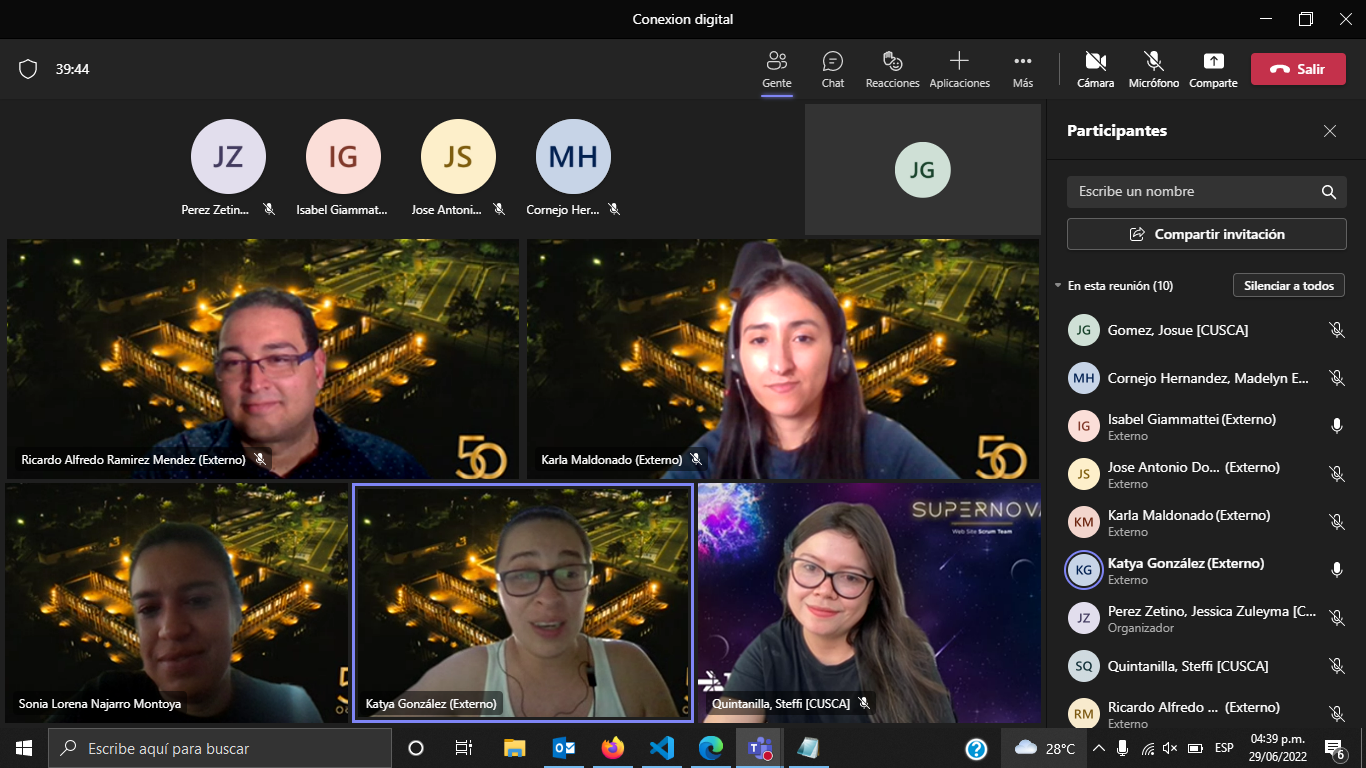 Conexion digital
39:44
Gente
Chat
Reacciones
Aplicaciones
Más
Cámara
Micrófono
Comparte
Salir
JZ
IG
JS
MH
JG
Perez Zetin...
Isabel Giammat...
Jose Antoni...
Cornejo Her...
50
Ricardo Alfredo Ramirez Mendez (Externo)
50
Karla Maldonado (Externo)
Sonia Lorena Najarro Montoya
Katya González (Externo)
SUPERNOVA
Web Site Scrum Team
Quintanilla, Steffi [CUSCA]
Participantes
Escribe un nombre
Compartir invitación
En esta reunión (10)
Silenciar a todos
JG
Gomez, Josue [CUSCA]
MH
Cornejo Hernandez, Madelyn E...
IG
Isabel Giammattei (Externo)
Externo
JS
Jose Antonio Do... (Externo)
Externo
KM
Karla Maldonado (Externo)
Externo
KG
Katya González (Externo)
Externo
JZ
Perez Zetino, Jessica Zuleyma [C...
Organizador
SQ
Quintanilla, Steffi [CUSCA]
RM
Ricardo Alfredo ... (Externo)
Externo
Escribe aquí para buscar
28°C
ESP
04:39 p.m.
29/06/2022
6